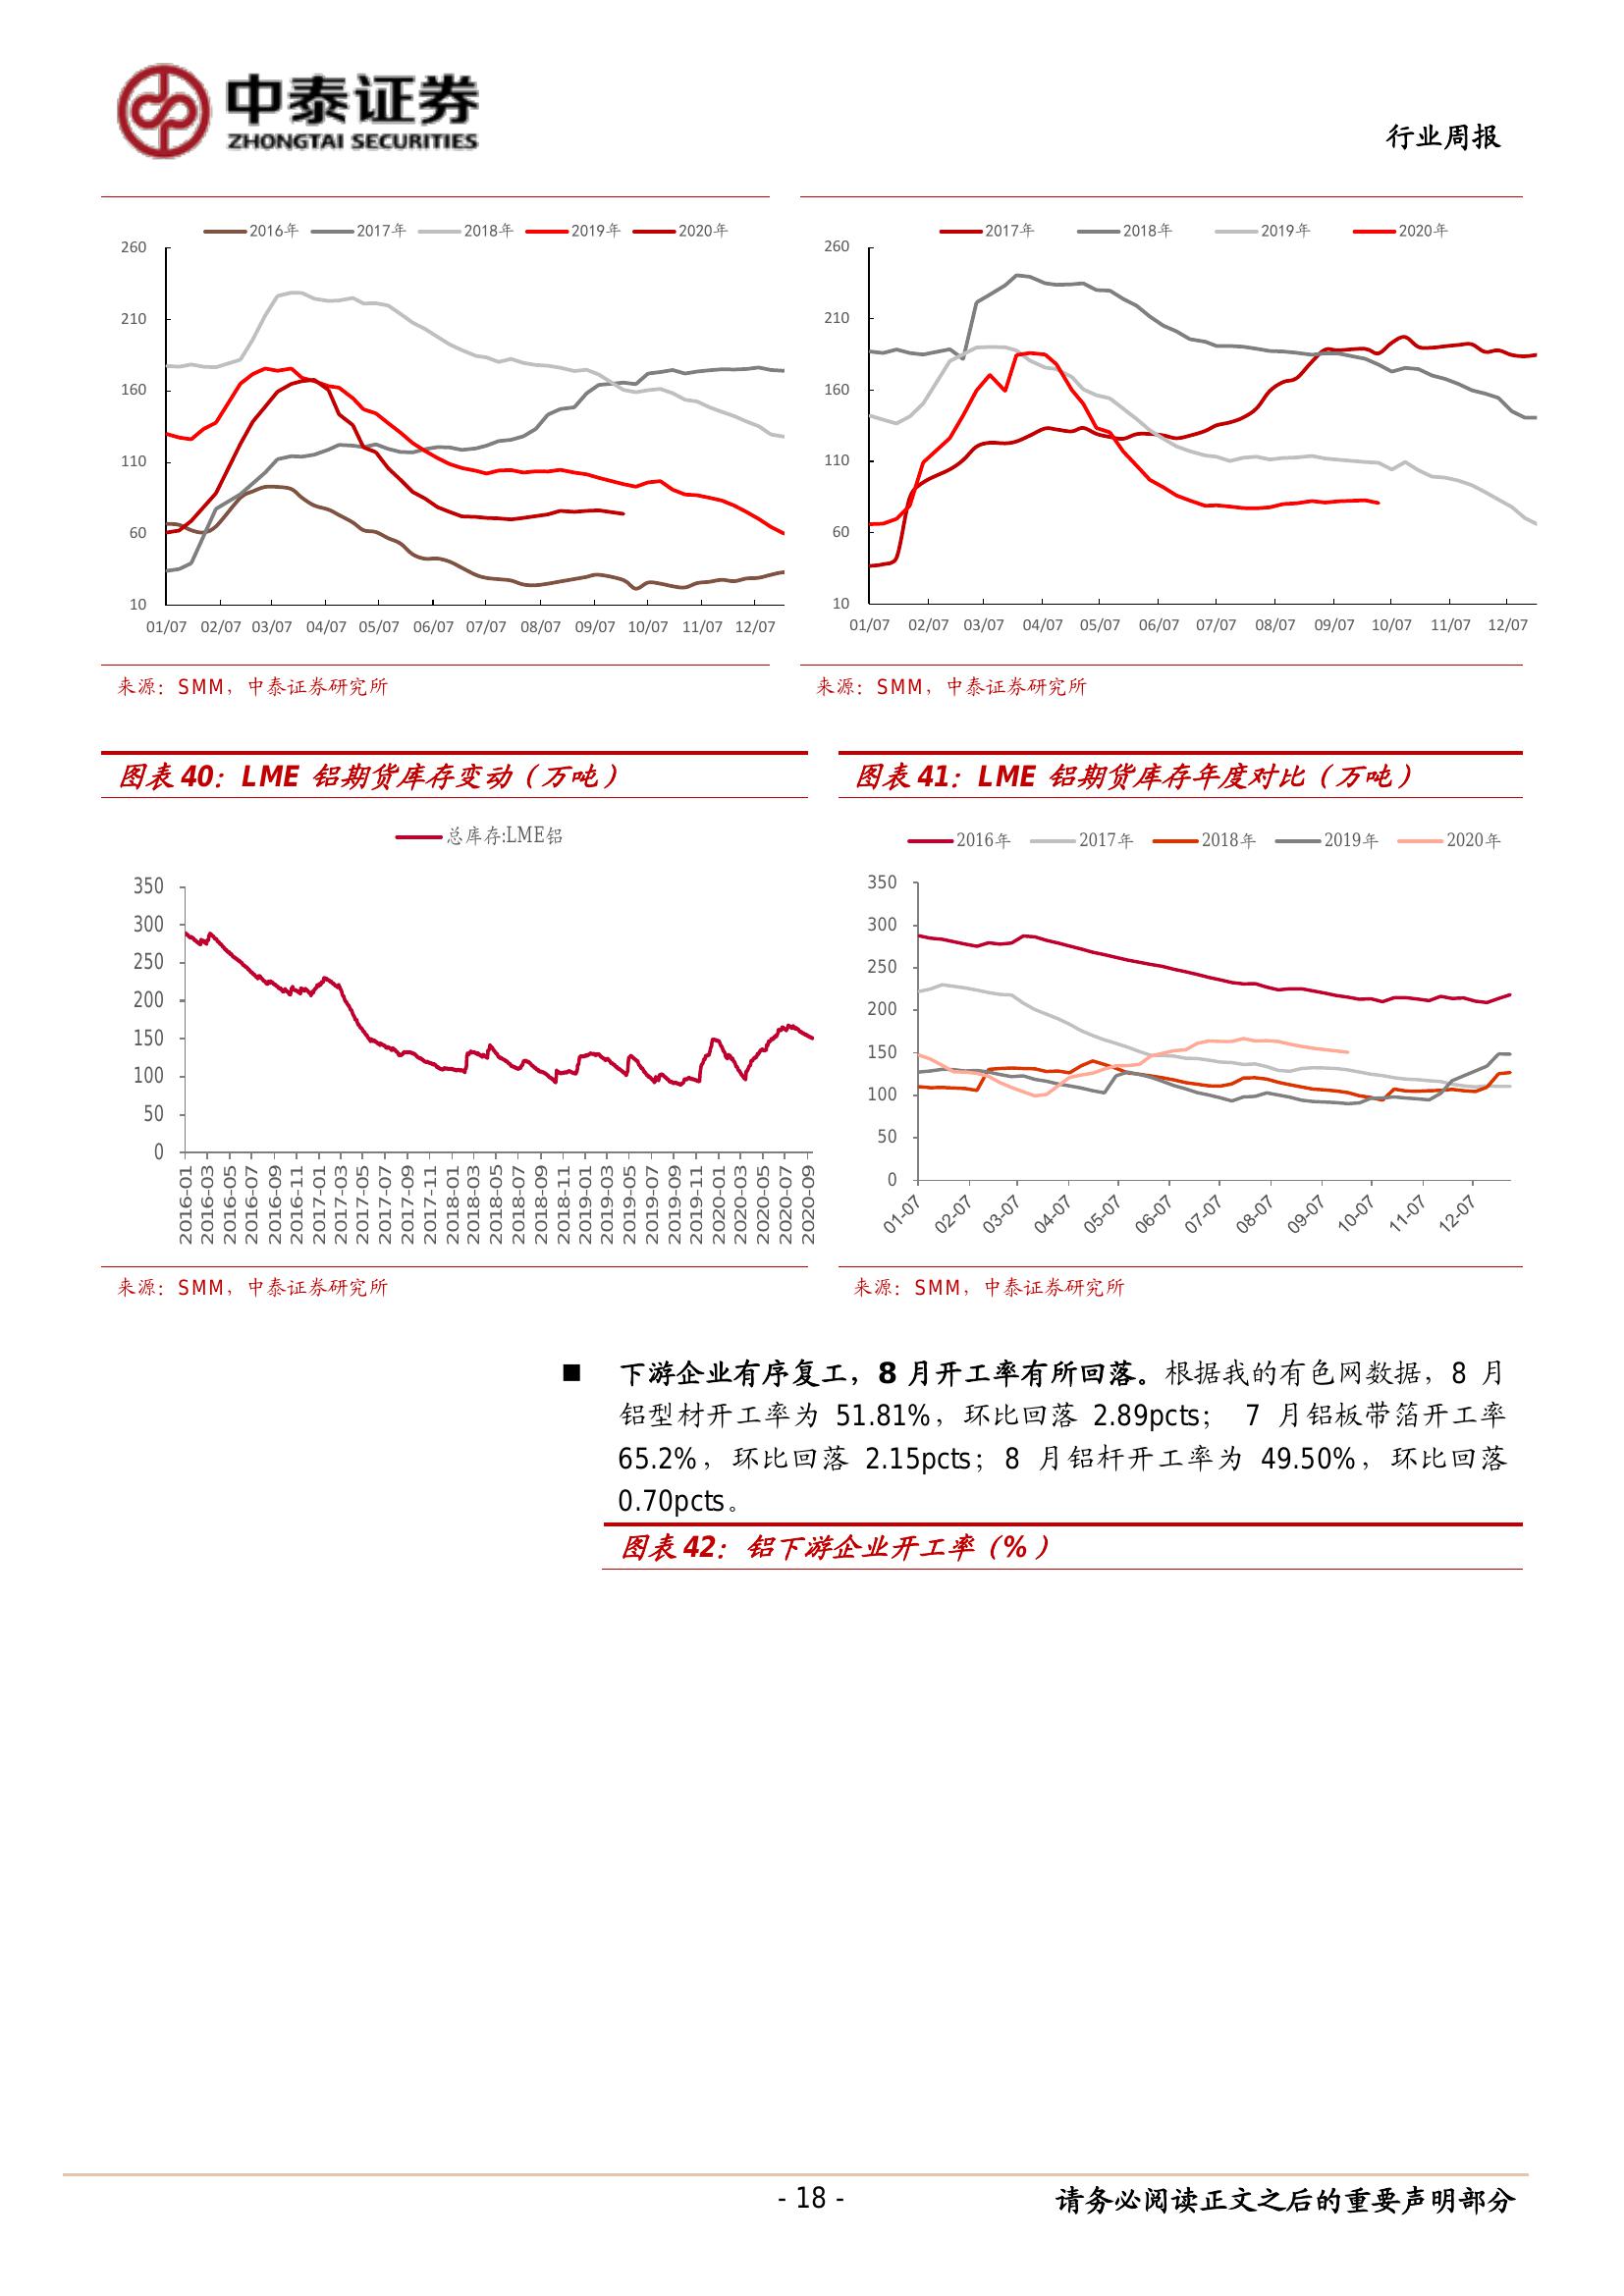 中泰证券
ZHONGTAI SECURITIES
行业周报
2016年 2017年 2018年 2019年 2020年
260
210
160
110
60
10
01/07 02/07 03/07 04/07 05/07 06/07 07/07 08/07 09/07 10/07 11/07 12/07
来源：SMM，中泰证券研究所
2017年 2018年 2019年 2020年
260
210
160
110
60
10
01/07 02/07 03/07 04/07 05/07 06/07 07/07 08/07 09/07 10/07 11/07 12/07
来源：SMM，中泰证券研究所
图表 40：LME 铝期货库存变动（万吨）
总库存:LME铝
350
300
250
200
150
100
50
0
2016-01 2016-03 2016-05 2016-07 2016-09 2016-11 2017-01 2017-03 2017-05 2017-07 2017-09 2017-11 2018-01 2018-03 2018-05 2018-07 2018-09 2018-11 2019-01 2019-03 2019-05 2019-07 2019-09 2019-11 2020-01 2020-03 2020-05 2020-07 2020-09
来源：SMM，中泰证券研究所
图表 41：LME 铝期货库存年度对比（万吨）
2016年 2017年 2018年 2019年 2020年
350
300
250
200
150
100
50
0
01-07 02-07 03-07 04-07 05-07 06-07 07-07 08-07 09-07 10-07 11-07 12-07
来源：SMM，中泰证券研究所
■ 下游企业有序复工，8 月开工率有所回落。根据我的有色网数据，8 月
铝型材开工率为 51.81%，环比回落 2.89pcts； 7 月铝板带箔开工率
65.2%，环比回落 2.15pcts；8 月铝杆开工率为 49.50%，环比回落
0.70pcts。
图表 42：铝下游企业开工率（%）
- 18 -
请务必阅读正文之后的重要声明部分